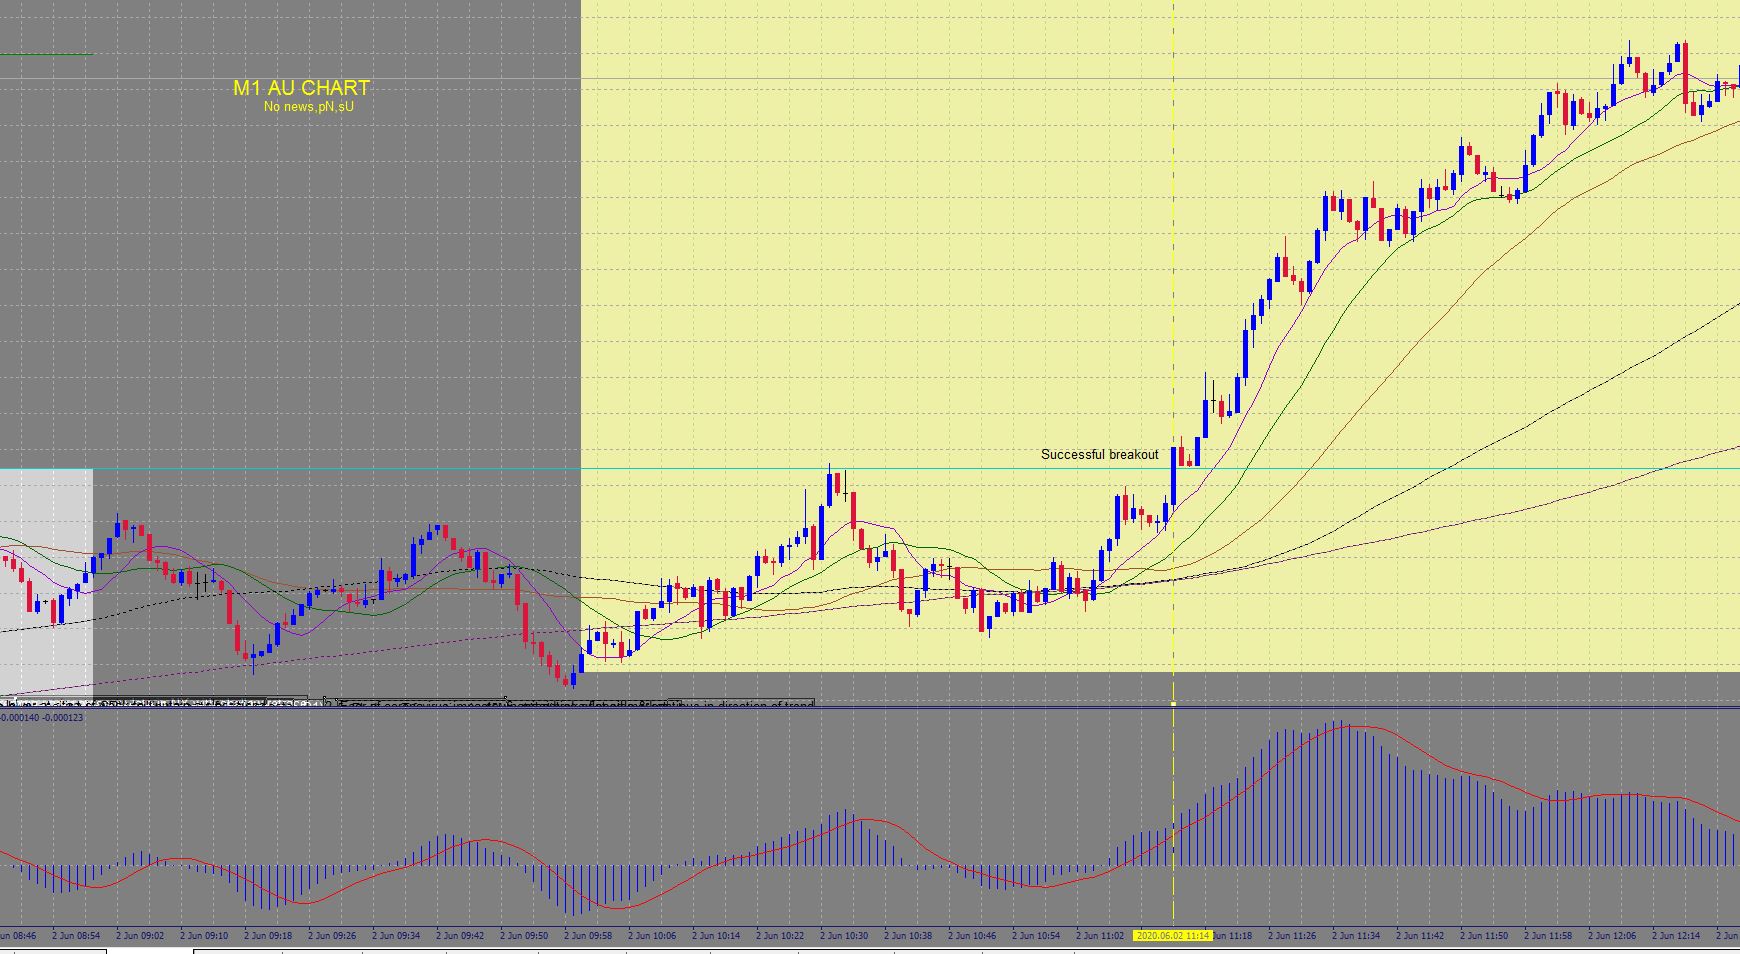 M1 AU CHART
No news,pN,sU
Successful breakout
-0.000140 -0.000123
un 08:46 2 Jun 08:54 2 Jun 09:02 2 Jun 09:10 2 Jun 09:18 2 Jun 09:26 2 Jun 09:34 2 Jun 09:42 2 Jun 09:50 2 Jun 09:58 2 Jun 10:06 2 Jun 10:14 2 Jun 10:22 2 Jun 10:30 2 Jun 10:38 2 Jun 10:46 2 Jun 10:54 2 Jun 11:02 2020.06.02 11:14 Jun 11:18 2 Jun 11:26 2 Jun 11:34 2 Jun 11:42 2 Jun 11:50 2 Jun 11:58 2 Jun 12:06 2 Jun 12:14 2 Jun